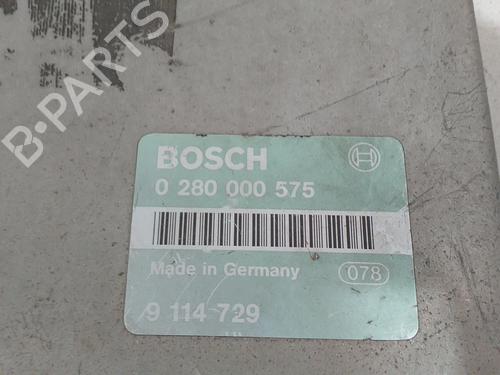 B-PARTS
BOSCH
0 280 000 575
Made in Germany
078
9 114 729